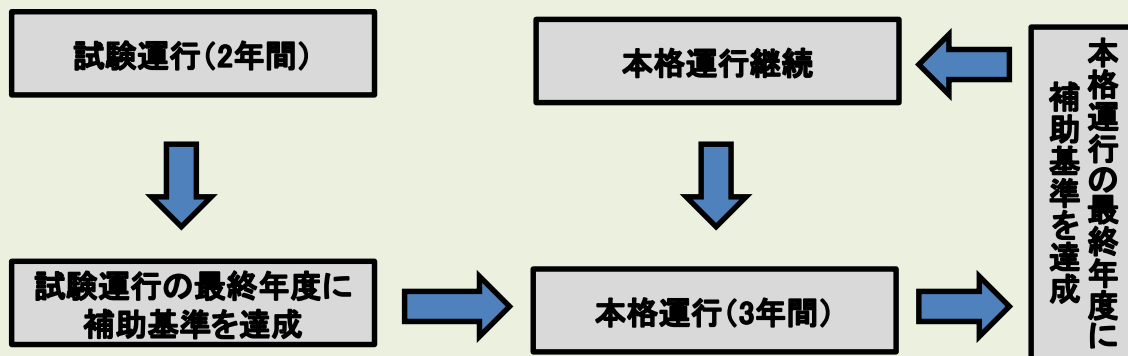 試験運行（2年間）
試験運行の最終年度に
補助基準を達成
本格運行（3年間）
本格運行の最終年度に
補助基準を達成
本格運行継続